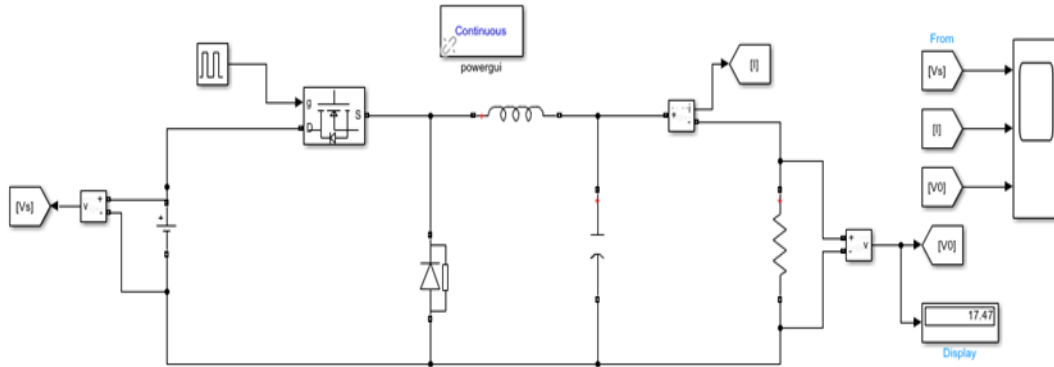 Continuous
powergui
[I]
From
[Vs]
g
D
S
[I]
[Vs]
v
+
-
+
+
-
[V0]
+
-
v
[V0]
17.47
Display